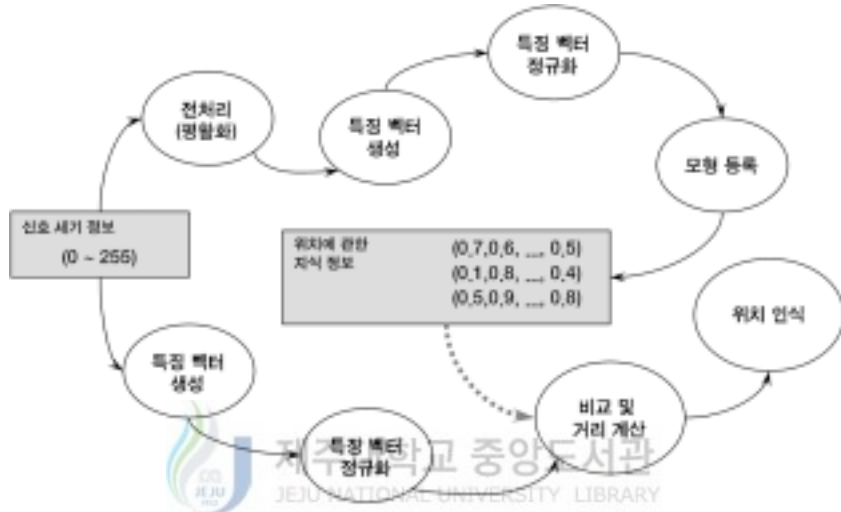 특징 벡터
정규화
전처리
(평활화)
특징 벡터
생성
모형 등록
신호 세기 정보
(0 ~ 255)
위치에 관한
지식 정보
(0.7,0.6, ..., 0.5)
(0.1,0.8, ..., 0.4)
(0.5,0.9, ..., 0.8)
위치 인식
특징 벡터
생성
비교 및
거리 계산
특징 벡터
정규화
제주대학교 중앙도서관
JEJU NATIONAL UNIVERSITY LIBRARY
JEJU
1952